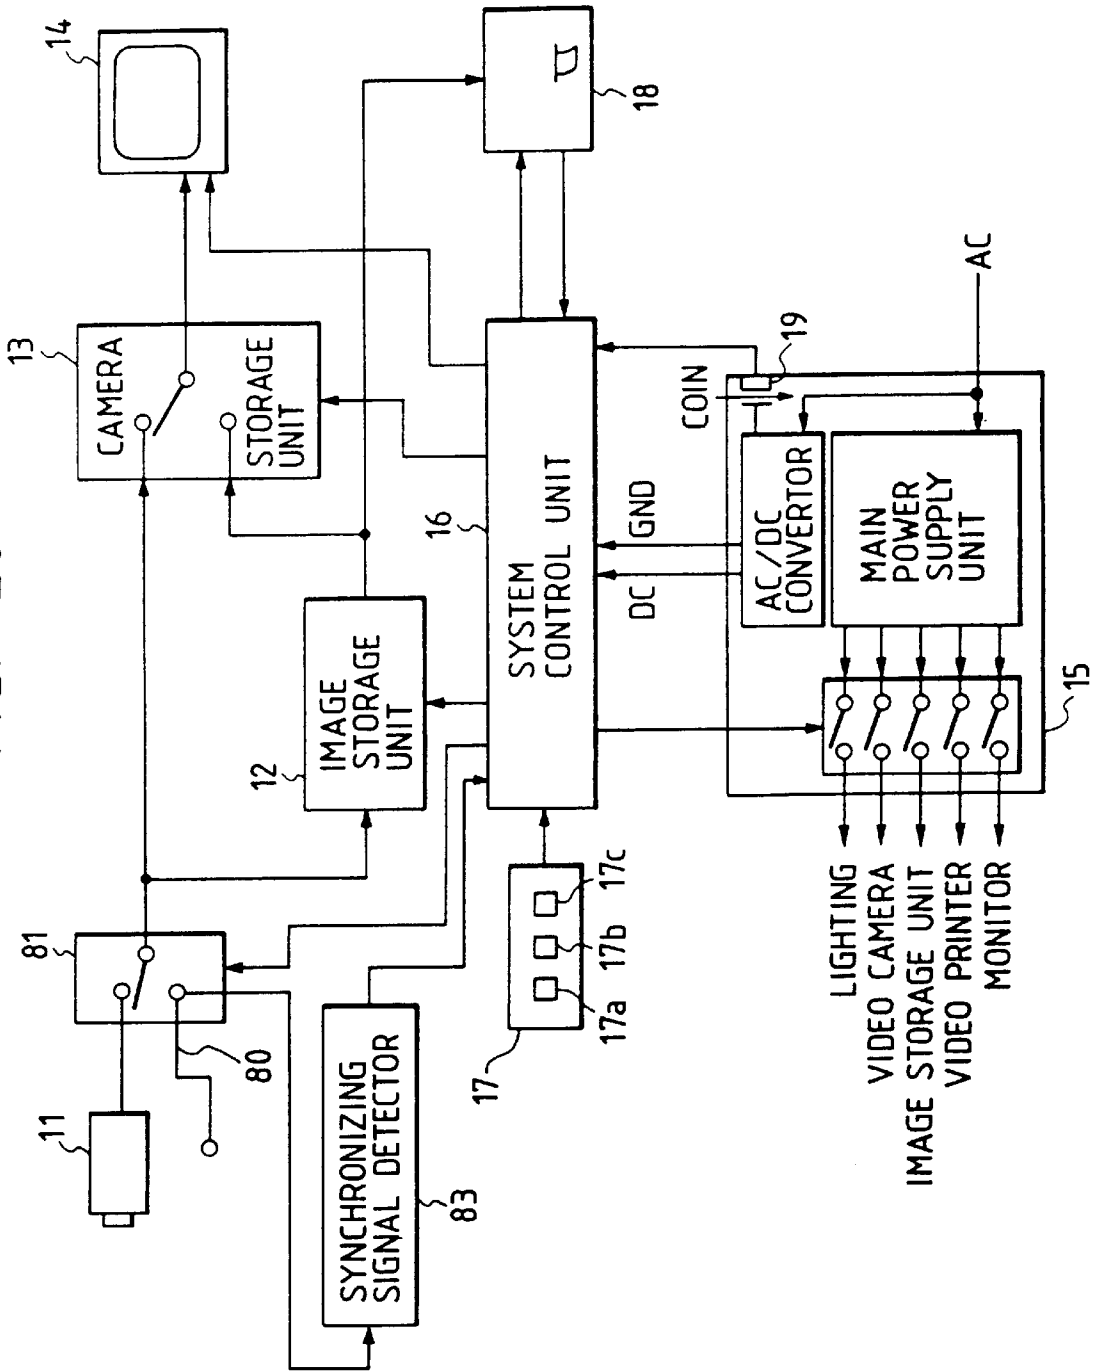 11
80
81
SYNCHRONIZING
SIGNAL DETECTOR
83
12
IMAGE
STORAGE
UNIT
13
CAMERA
STORAGE
UNIT
14
17
17a
17b
17c
16
SYSTEM
CONTROL UNIT
18
DC
GND
COIN
19
AC
AC/DC
CONVERTOR
MAIN
POWER
SUPPLY
UNIT
15
LIGHTING
VIDEO CAMERA
IMAGE STORAGE UNIT
VIDEO PRINTER
MONITOR